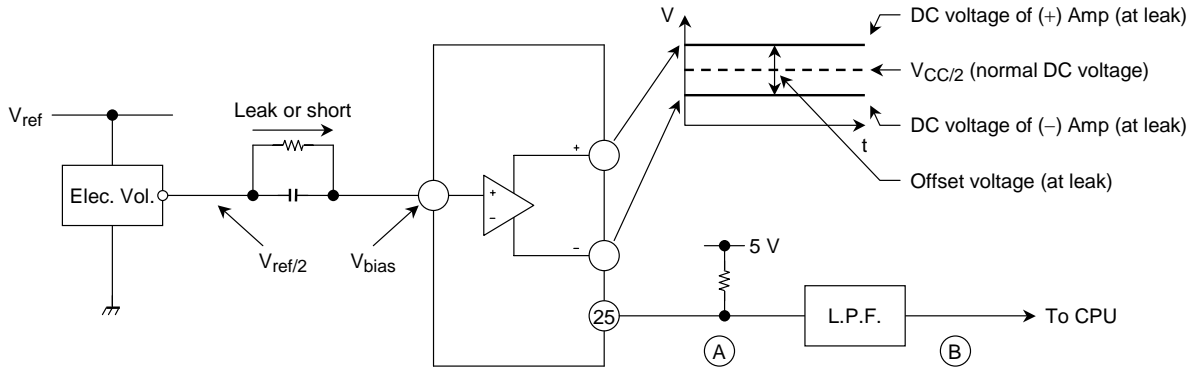 V
DC voltage of (+) Amp (at leak)
VCC/2 (normal DC voltage)
DC voltage of (−) Amp (at leak)
t
Offset voltage (at leak)
Vref
Leak or short
Elec. Vol.
Vref/2
Vbias
+
−
+
−
25
5 V
A
L.P.F.
B
To CPU